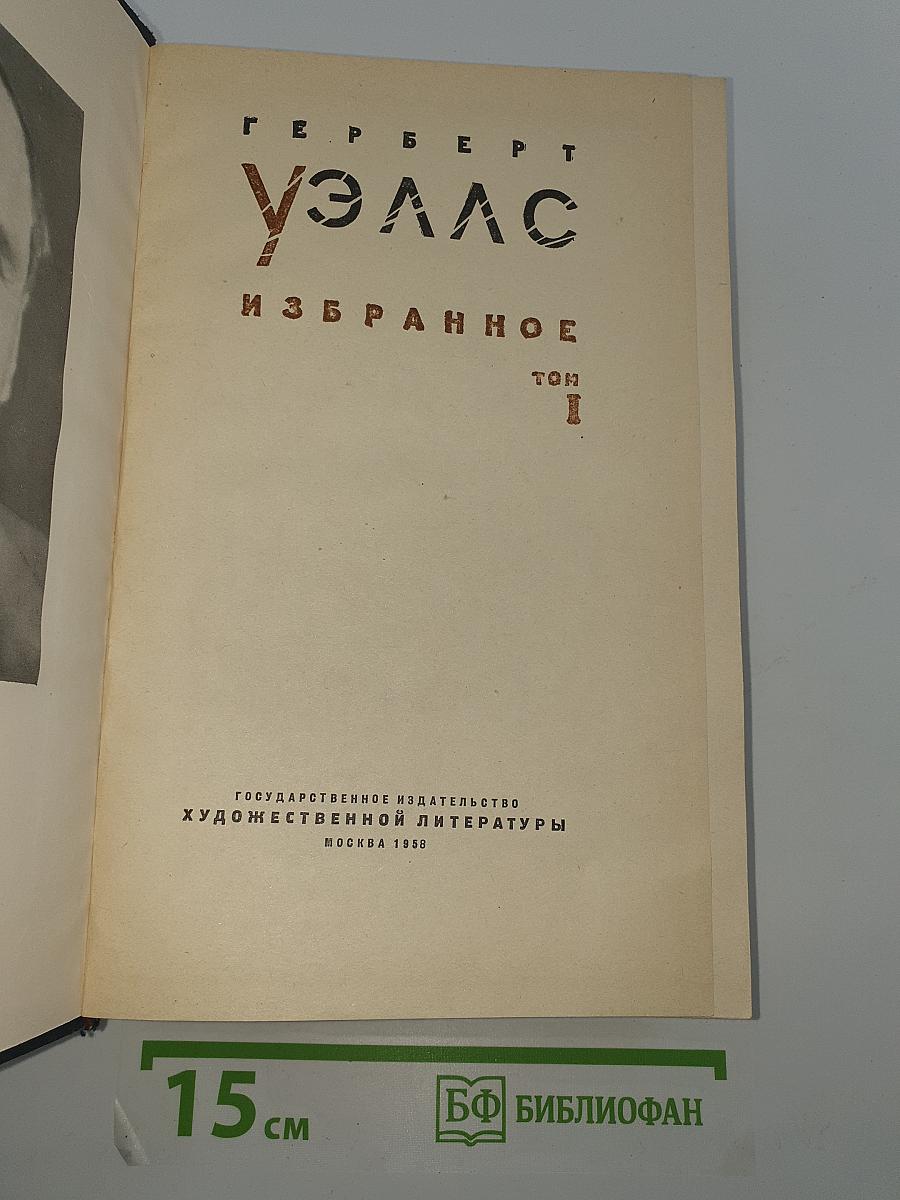 ГЕРБЕРТ
УЭЛЛС
ИЗБРАННОЕ
ТОМ
I
ГОСУДАРСТВЕННОЕ ИЗДАТЕЛЬСТВО
ХУДОЖЕСТВЕННОЙ ЛИТЕРАТУРЫ
МОСКВА 1958
15 см
БФ БИБЛИОФАН